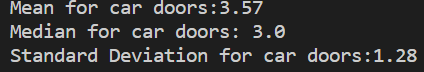 Mean for car doors:3.57
Median for car doors: 3.0
Standard Deviation for car doors:1.28